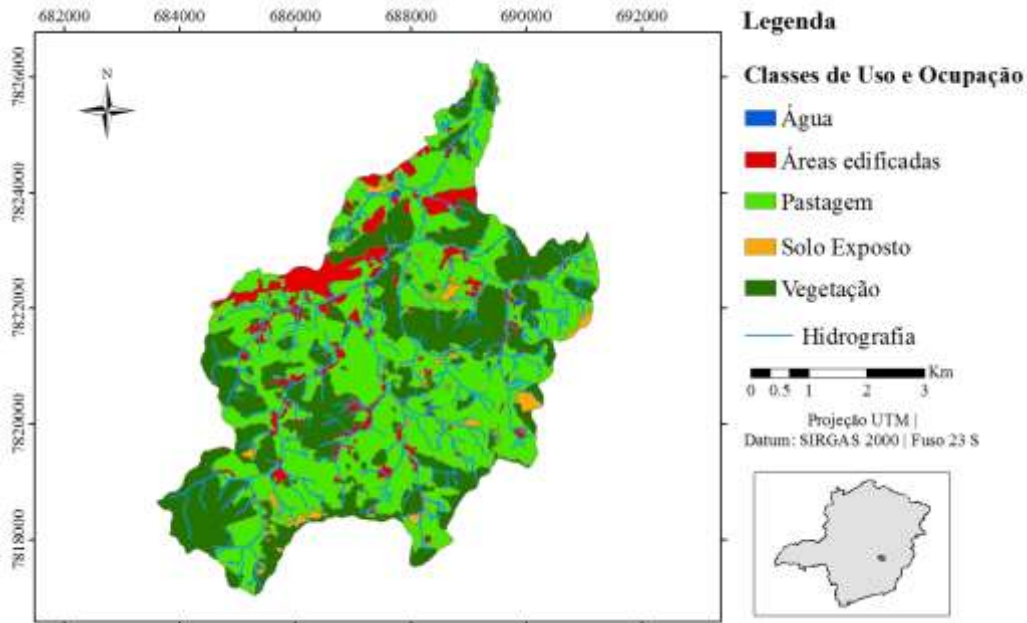 682000 684000 686000 688000 690000 692000
7826000
7824000
7822000
7820000
7818000
N
Legenda
Classes de Uso e Ocupação
Água
Áreas edificadas
Pastagem
Solo Exposto
Vegetação
Hidrografia
Km
0 0.5 1 2 3
Projeção UTM |
Datum: SIRGAS 2000 | Fuso 23 S